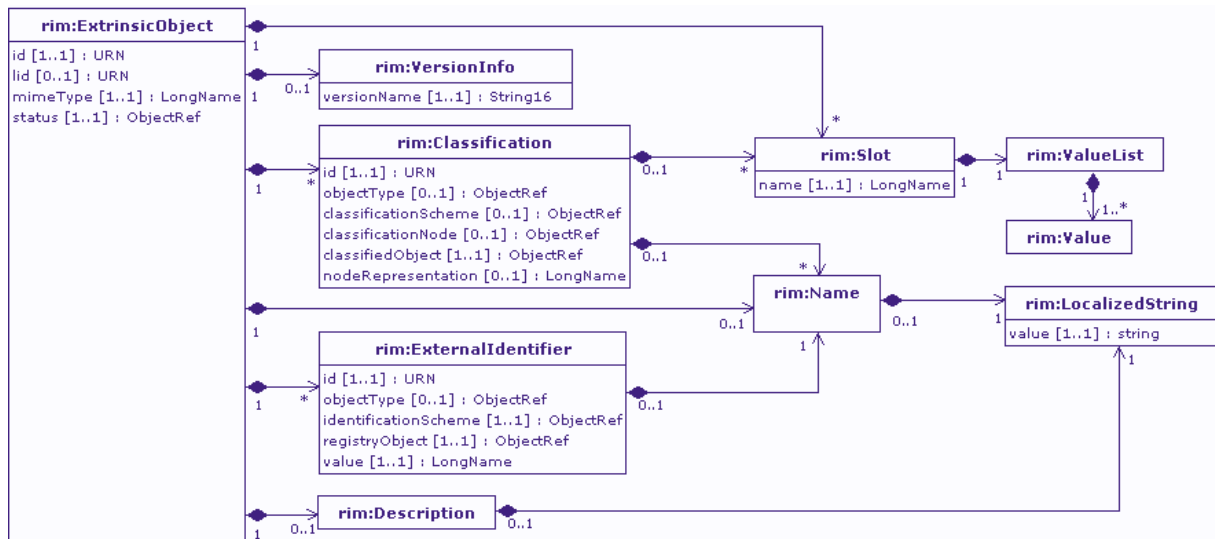 rim:ExtrinsicObject
id [1..1] : URN
lid [0..1] : URN
mimeType [1..1] : LongName
status [1..1] : ObjectRef
1
*
rim:VersionInfo
versionName [1..1] : String16
1
0..1
rim:Classification
id [1..1] : URN
objectType [0..1] : ObjectRef
classificationScheme [0..1] : ObjectRef
classificationNode [0..1] : ObjectRef
classifiedObject [1..1] : ObjectRef
nodeRepresentation [0..1] : LongName
1
*
0..1
*
rim:Slot
name [1..1] : LongName
1
1
rim:ValueList
1
1..*
rim:Value
0..1
*
rim:Name
1
0..1
0..1
1
rim:LocalizedString
value [1..1] : string
rim:ExternalIdentifier
id [1..1] : URN
objectType [0..1] : ObjectRef
identificationScheme [1..1] : ObjectRef
registryObject [1..1] : ObjectRef
value [1..1] : LongName
1
*
0..1
1
rim:Description
1
0..1
0..1
1